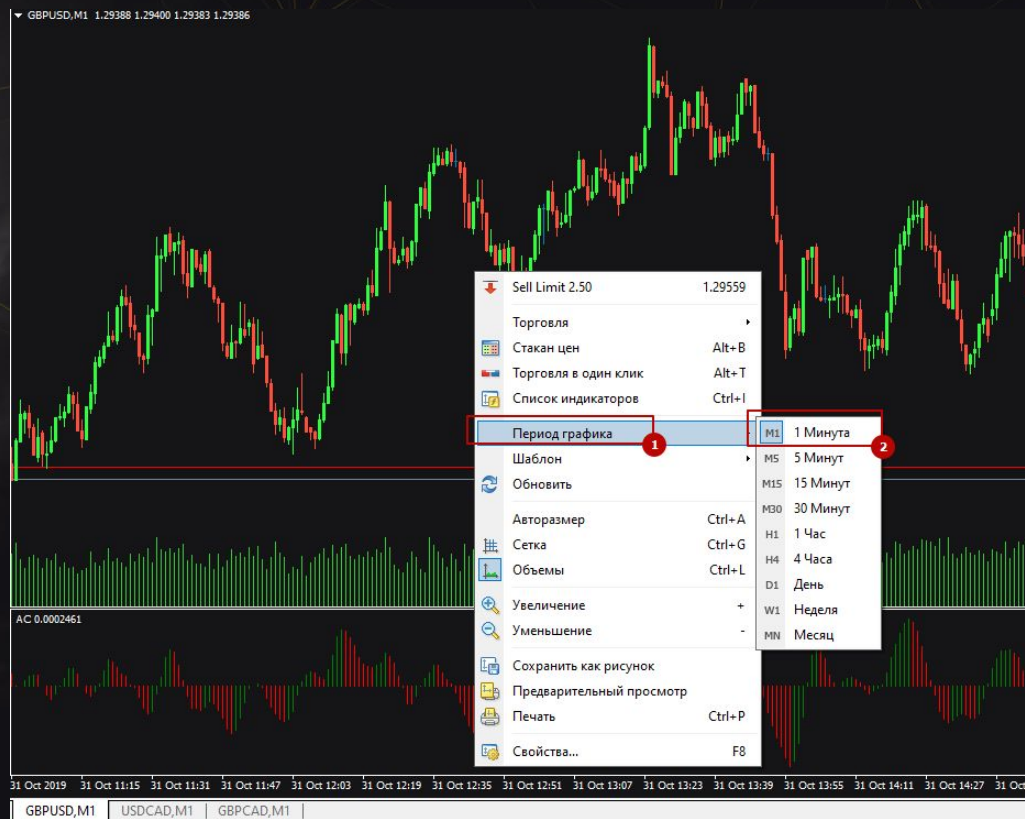 GBPUSD,M1 1.29388 1.29400 1.29383 1.29386
Sell Limit 2.50 1.29559
Торговля
Стакан цен Alt+B
Торговля в один клик Alt+T
Список индикаторов Ctrl+I
Период графика
1
Шаблон
Обновить
Авторазмер Ctrl+A
Сетка Ctrl+G
Объемы Ctrl+L
Увеличение +
Уменьшение -
Сохранить как рисунок
Предварительный просмотр
Печать Ctrl+P
Свойства... F8
M1 1 Минута
2
M5 5 Минут
M15 15 Минут
M30 30 Минут
H1 1 Час
H4 4 Часа
D1 День
W1 Неделя
MN Месяц
AC 0.0002461
31 Oct 2019 31 Oct 11:15 31 Oct 11:31 31 Oct 11:47 31 Oct 12:03 31 Oct 12:19 31 Oct 12:35 31 Oct 12:51 31 Oct 13:07 31 Oct 13:23 31 Oct 13:39 31 Oct 13:55 31 Oct 14:11 31 Oct 14:27 31 Oc
GBPUSD,M1 USDCAD,M1 GBPCAD,M1